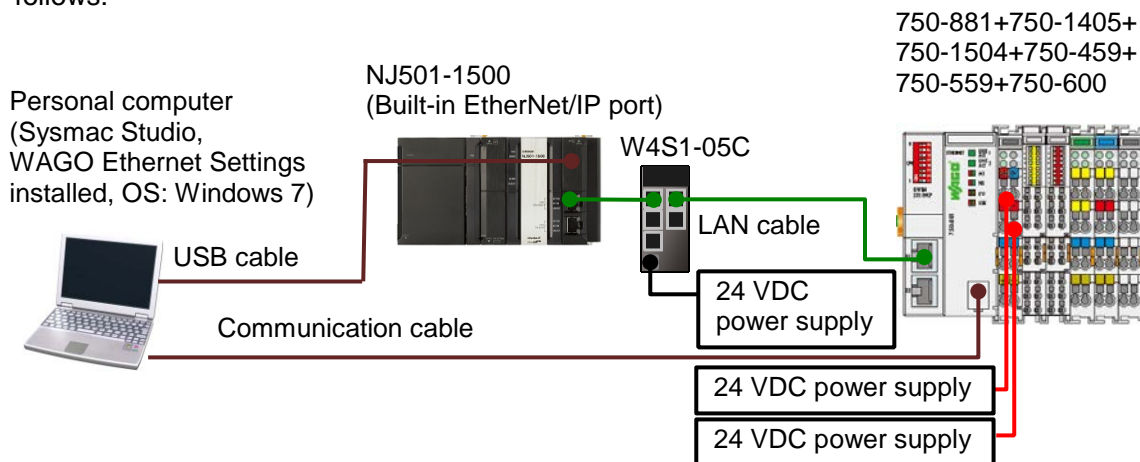 follows.
750-881+750-1405+
750-1504+750-459+
750-559+750-600
NJ501-1500
(Built-in EtherNet/IP port)
Personal computer
(Sysmac Studio,
WAGO Ethernet Settings
installed, OS: Windows 7)
W4S1-05C
LAN cable
USB cable
24 VDC
power supply
Communication cable
24 VDC power supply
24 VDC power supply
WAGO